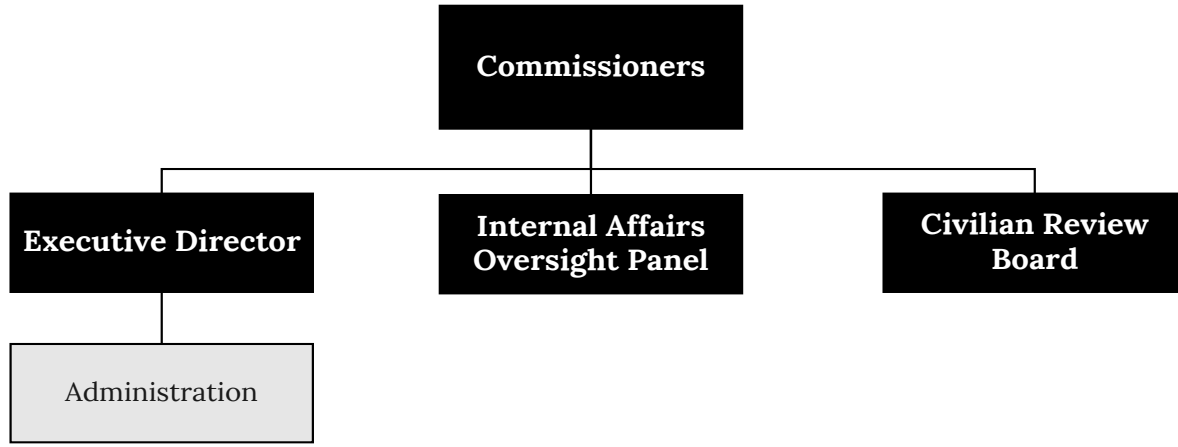 Commissioners
Executive Director
Internal Affairs
Oversight Panel
Civilian Review
Board
Administration